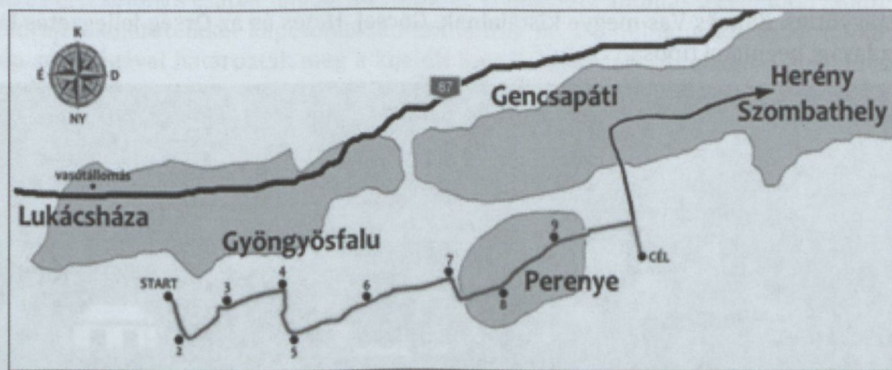 K
É
D
NY
87
Gencsapáti
Herény
Szombathely
vasútállomás
Lukácsháza
Gyöngyösfalu
START
2
3
4
5
6
7
8
9
Perenye
CÉL